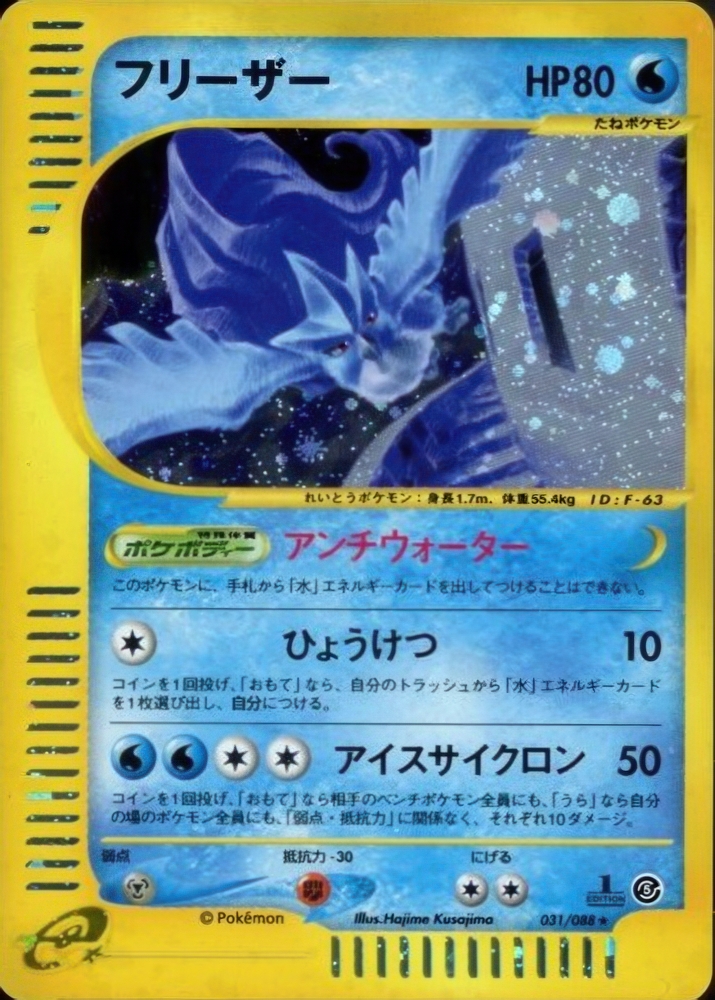 フリーザー HP80
たねポケモン
れいとうポケモン：身長1.7m、体重55.4kg ID:F-63
特殊体質
ポケボディー アンチウォーター
このポケモンに、手札から「水」エネルギーカードを出してつけることはできない。
ひょうけつ 10
コインを1回投げ、「おもて」なら、自分のトラッシュから「水」エネルギーカード
を1枚選び出し、自分につける。
アイスサイクロン 50
コインを1回投げ、「おもて」なら相手のベンチポケモン全員にも、「うら」なら自分
の場のポケモン全員にも、「弱点・抵抗力」に関係なく、それぞれ10ダメージ。
弱点 抵抗力 -30 にげる
1
EDITION
5
© Pokémon Illus.Hajime Kusajima 031/088★
e